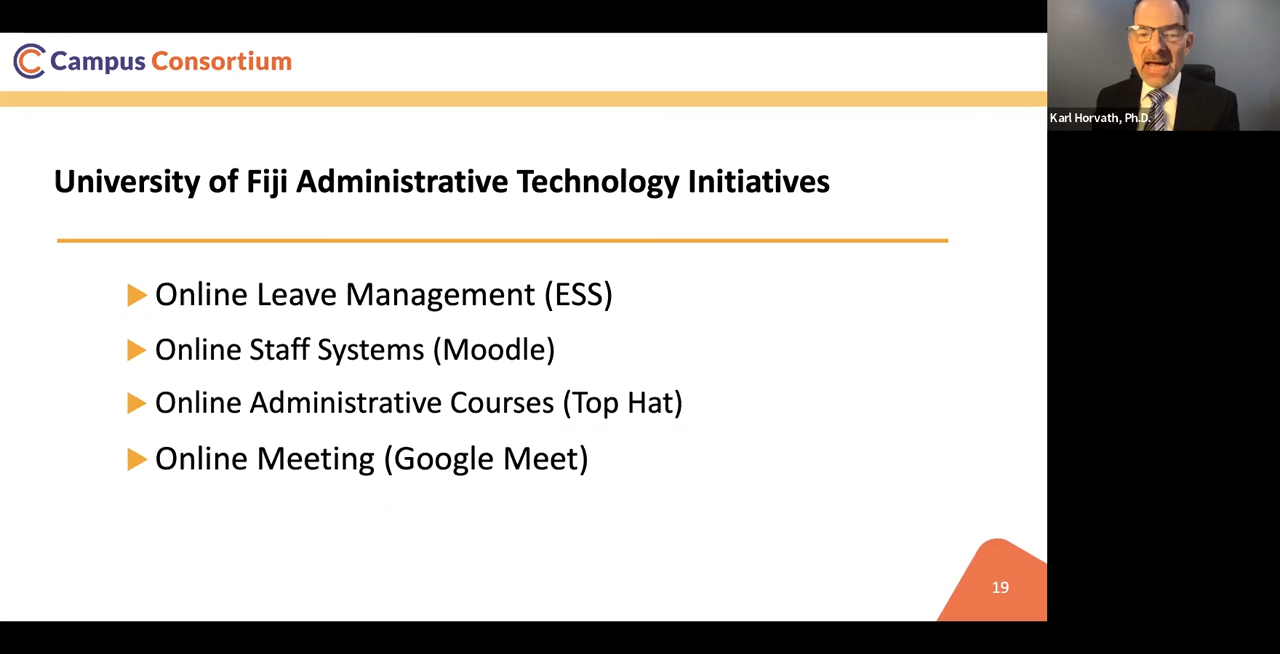 Campus Consortium
Karl Horvath, Ph.D.
University of Fiji Administrative Technology Initiatives
Online Leave Management (ESS)
Online Staff Systems (Moodle)
Online Administrative Courses (Top Hat)
Online Meeting (Google Meet)
19